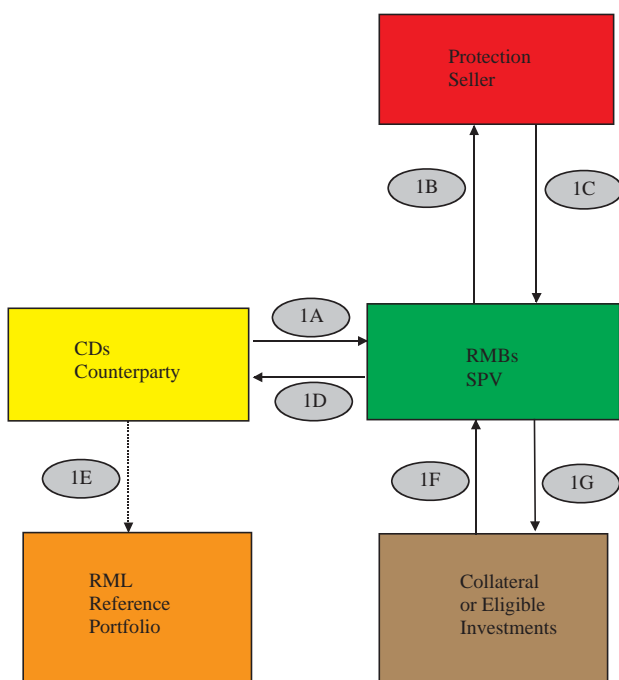 Protection
Seller
1B
1C
1A
CDs
Counterparty
RMBs
SPV
1D
1E
1F
1G
RML
Reference
Portfolio
Collateral
or Eligible
Investments